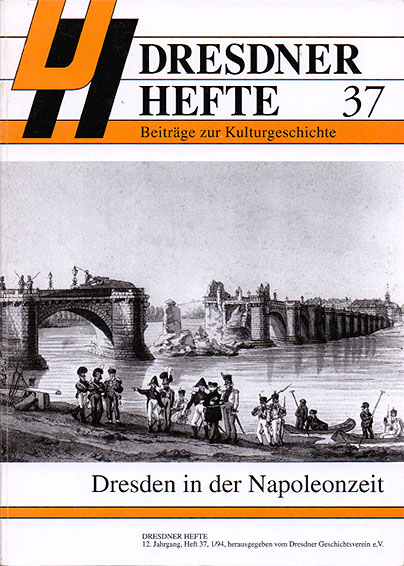 DH
DRESDNER
HEFTE 37
Beiträge zur Kulturgeschichte
Dresden in der Napoleonzeit
DRESDNER HEFTE
12. Jahrgang, Heft 37, 1/94, herausgegeben vom Dresdner Geschichtsverein e.V.